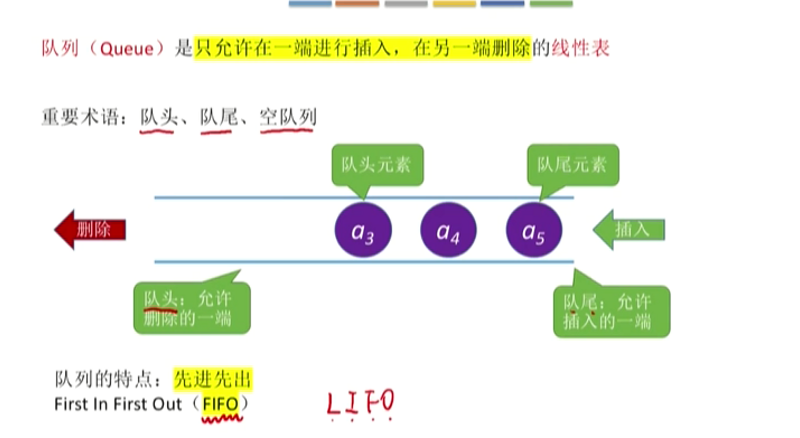 队列（Queue）是只允许在一端进行插入，在另一端删除的线性表
重要术语：队头、队尾、空队列
队头元素
队尾元素
删除
a3
a4
a5
插入
队头：允许
删除的一端
队尾：允许
插入的一端
队列的特点：先进先出
First In First Out（FIFO）
LIFO